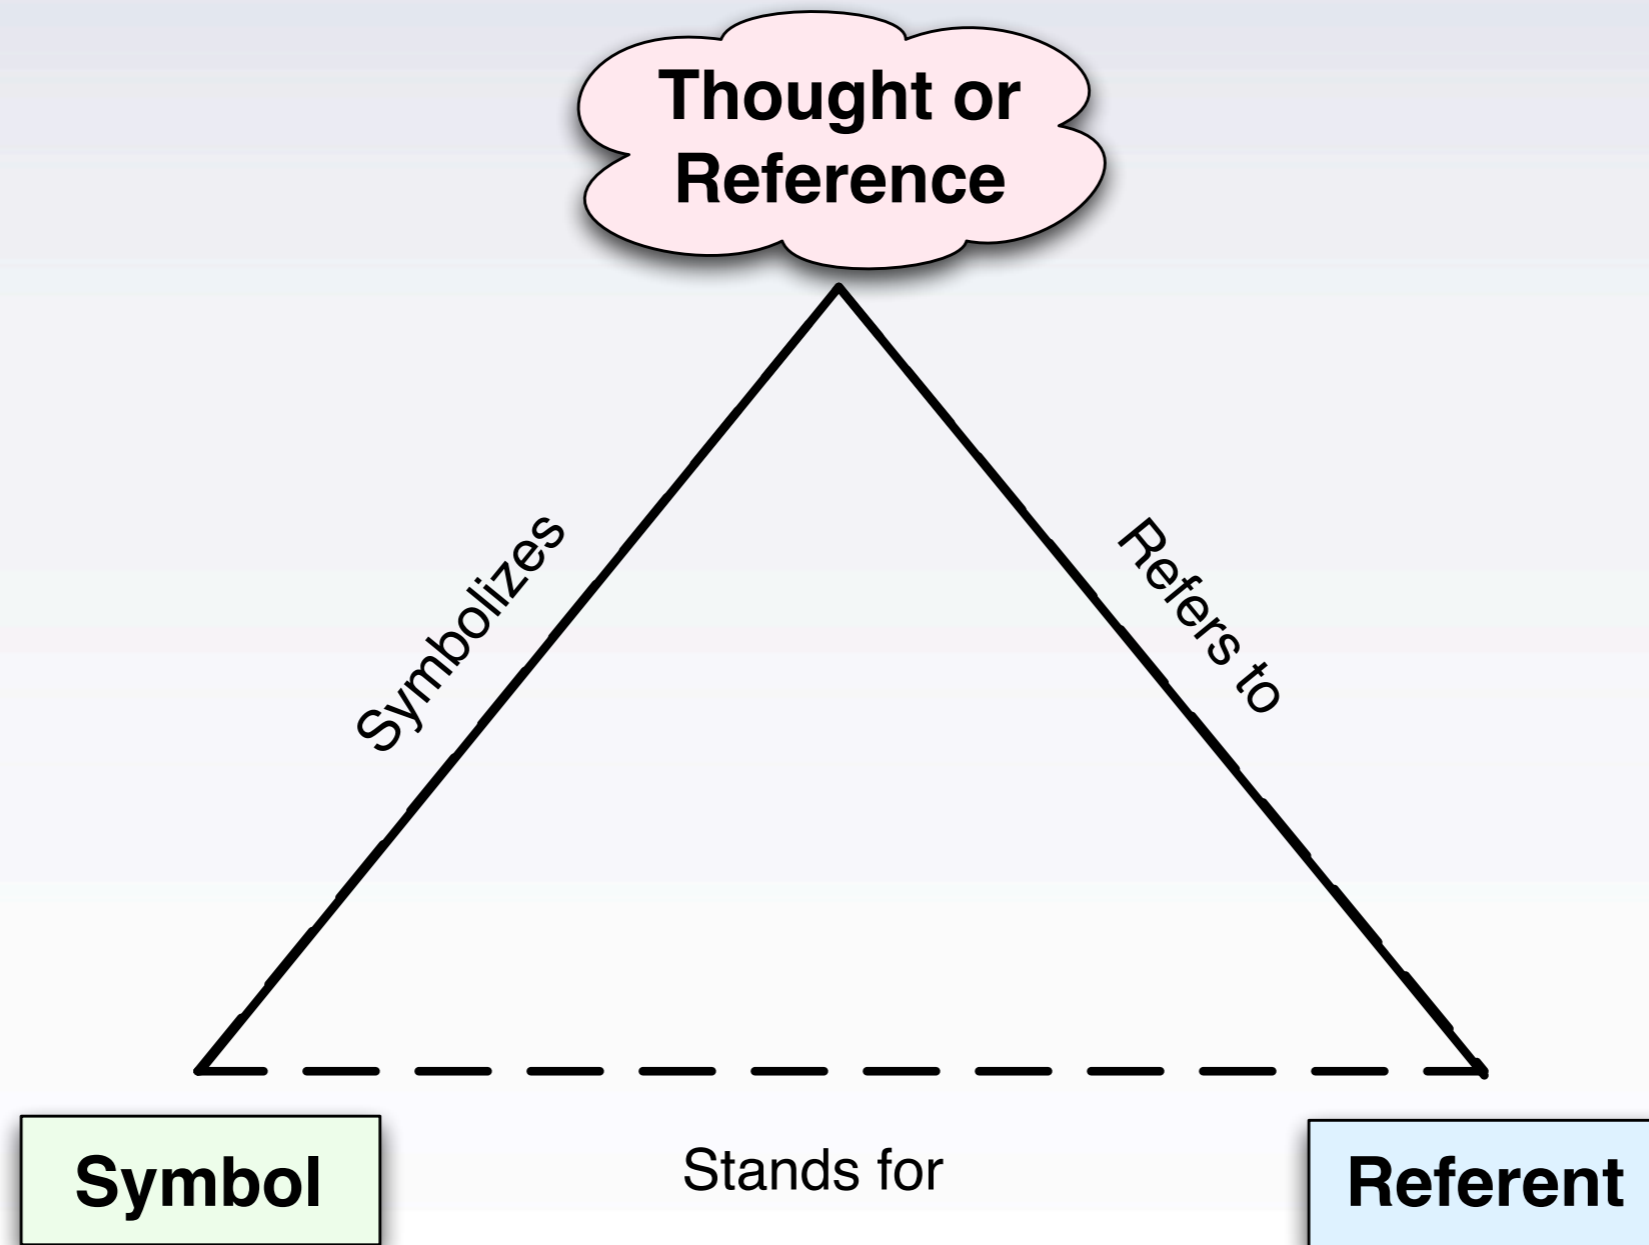 Thought or
Reference
Symbolizes
Refers to
Symbol
Stands for
Referent